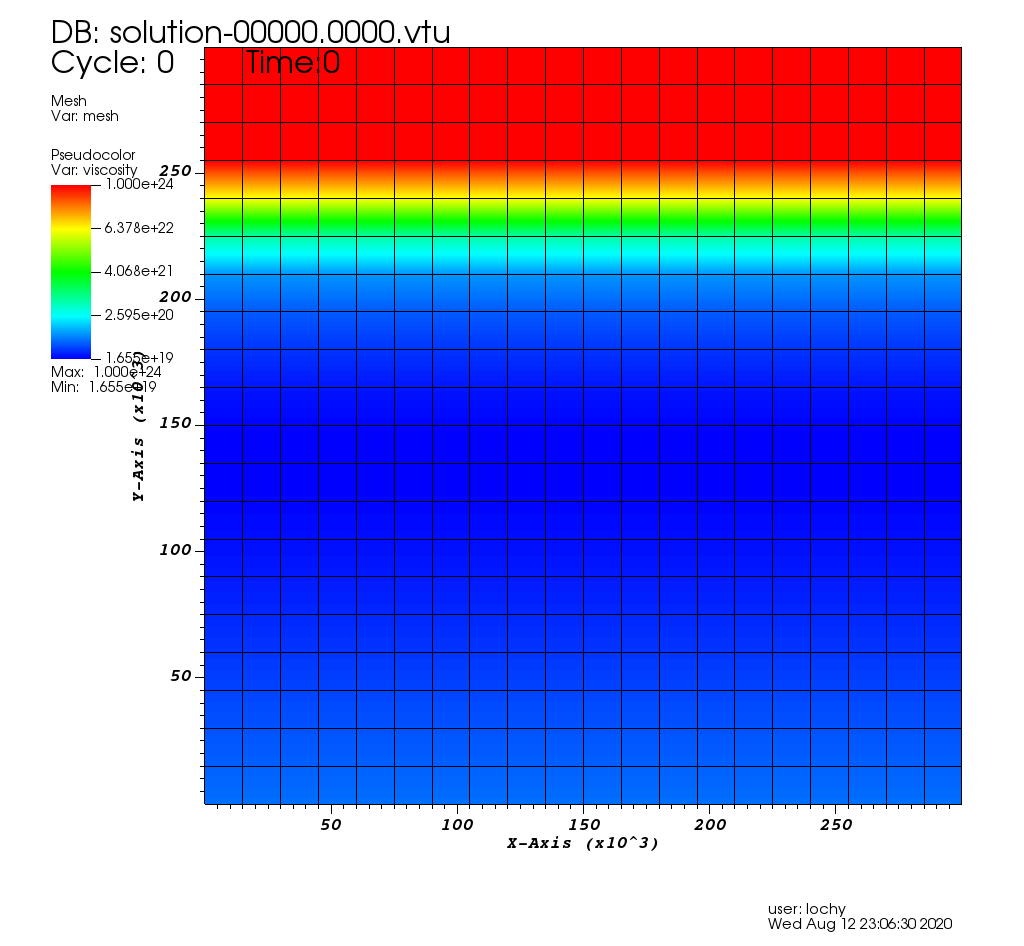 DB: solution-00000.0000.vtu
Cycle: 0 Time:0
Mesh
Var: mesh
Pseudocolor
Var: viscosity
1.000e+24
6.378e+22
4.068e+21
2.595e+20
1.655e+19
Max: 1.000e+24
Min: 1.655e+19
250
200
150
100
50
Y-Axis (x10^3)
50 100 150 200 250
X-Axis (x10^3)
user: lochy
Wed Aug 12 23:06:30 2020